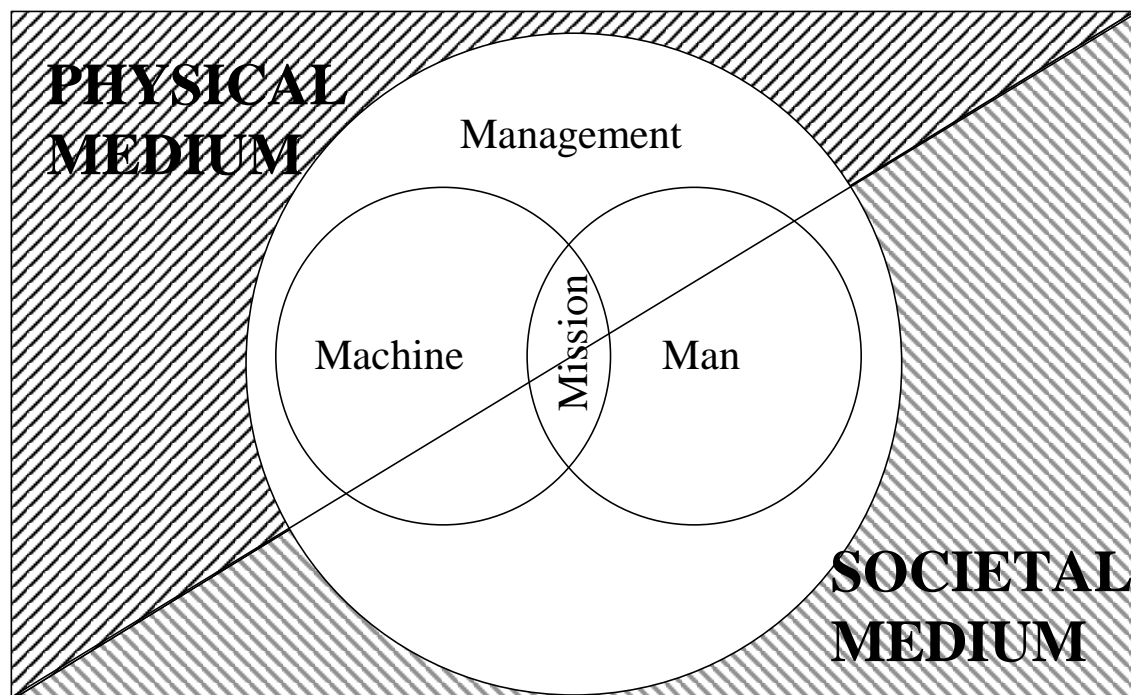 PHYSICAL
MEDIUM
Management
Machine
Mission
Man
SOCIETAL
MEDIUM